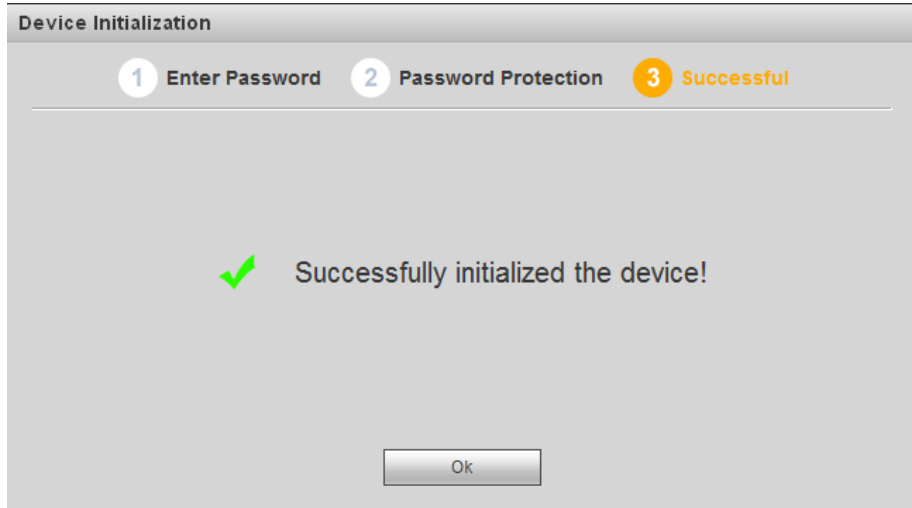 Device Initialization
1 Enter Password 2 Password Protection 3 Successful
Successfully initialized the device!
Ok